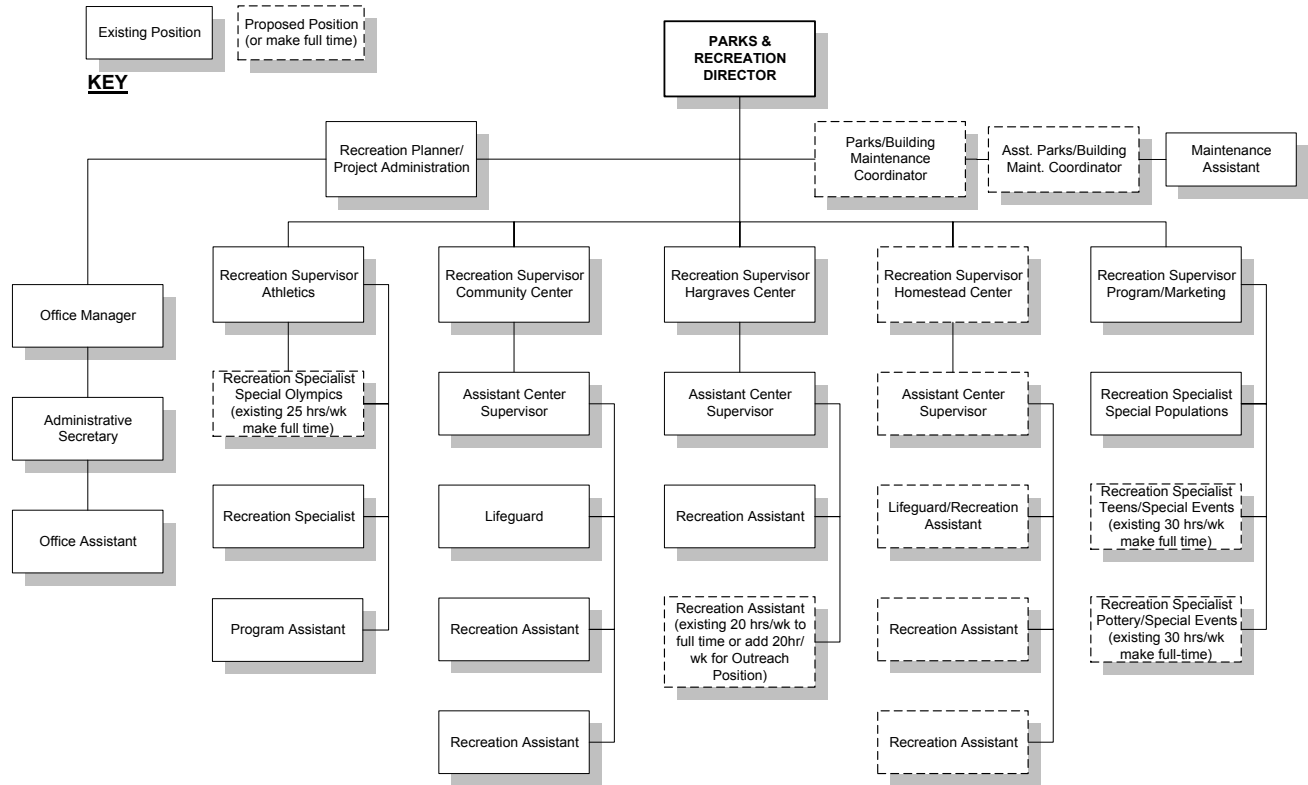 Existing Position
Proposed Position
(or make full time)
KEY
PARKS &
RECREATION
DIRECTOR
Recreation Planner/
Project Administration
Parks/Building
Maintenance
Coordinator
Asst. Parks/Building
Maint. Coordinator
Maintenance
Assistant
Office Manager
Administrative
Secretary
Office Assistant
Recreation Supervisor
Athletics
Recreation Specialist
Special Olympics
(existing 25 hrs/wk
make full time)
Recreation Specialist
Program Assistant
Recreation Supervisor
Community Center
Assistant Center
Supervisor
Lifeguard
Recreation Assistant
Recreation Assistant
Recreation Supervisor
Hargraves Center
Assistant Center
Supervisor
Recreation Assistant
Recreation Assistant
(existing 20 hrs/wk to
full time or add 20hr/
wk for Outreach
Position)
Recreation Supervisor
Homestead Center
Assistant Center
Supervisor
Lifeguard/Recreation
Assistant
Recreation Assistant
Recreation Assistant
Recreation Supervisor
Program/Marketing
Recreation Specialist
Special Populations
Recreation Specialist
Teens/Special Events
(existing 30 hrs/wk
make full time)
Recreation Specialist
Pottery/Special Events
(existing 30 hrs/wk
make full-time)